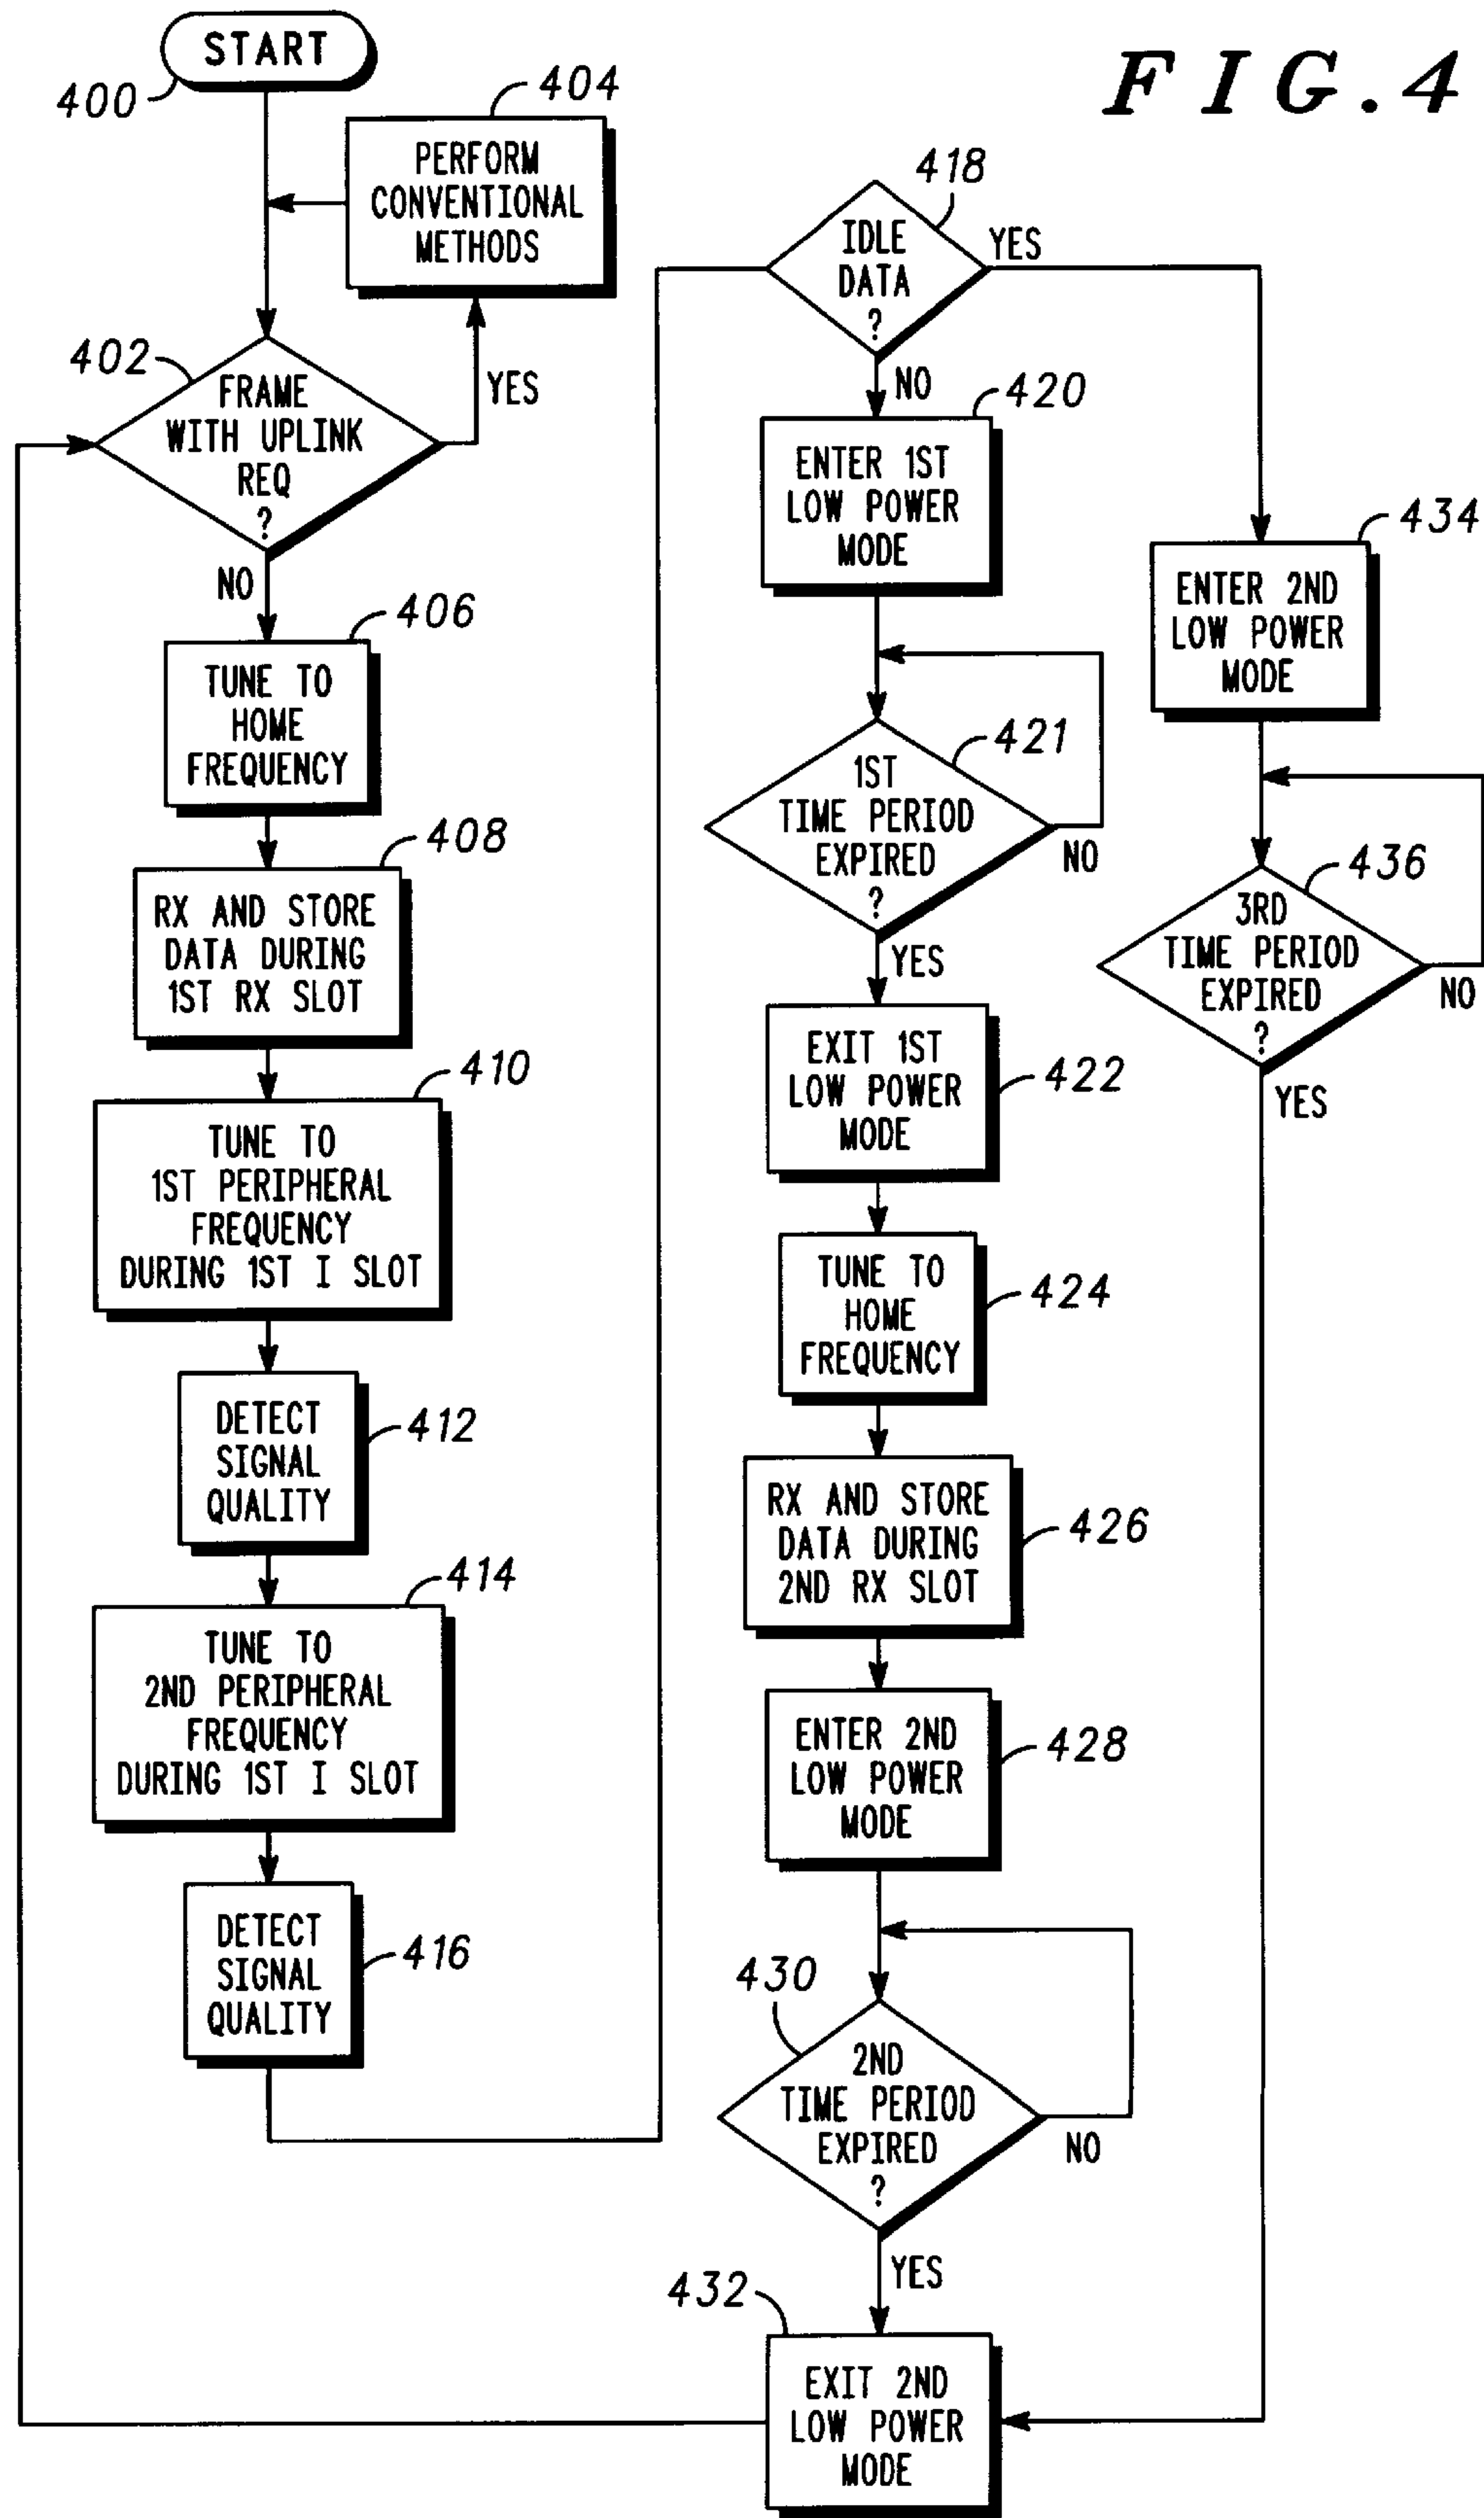 FIG.4
START
400
404
PERFORM
CONVENTIONAL
METHODS
402
FRAME
WITH UPLINK
REQ
?
YES
NO
406
TUNE TO
HOME
FREQUENCY
408
RX AND STORE
DATA DURING
1ST RX SLOT
410
TUNE TO
1ST PERIPHERAL
FREQUENCY
DURING 1ST I SLOT
412
DETECT
SIGNAL
QUALITY
414
TUNE TO
2ND PERIPHERAL
FREQUENCY
DURING 1ST I SLOT
416
DETECT
SIGNAL
QUALITY
418
IDLE
DATA
?
YES
NO
420
ENTER 1ST
LOW POWER
MODE
421
1ST
TIME PERIOD
EXPIRED
?
NO
YES
422
EXIT 1ST
LOW POWER
MODE
424
TUNE TO
HOME
FREQUENCY
426
RX AND STORE
DATA DURING
2ND RX SLOT
428
ENTER 2ND
LOW POWER
MODE
430
2ND
TIME PERIOD
EXPIRED
?
NO
YES
432
EXIT 2ND
LOW POWER
MODE
434
ENTER 2ND
LOW POWER
MODE
436
3RD
TIME PERIOD
EXPIRED
?
NO
YES